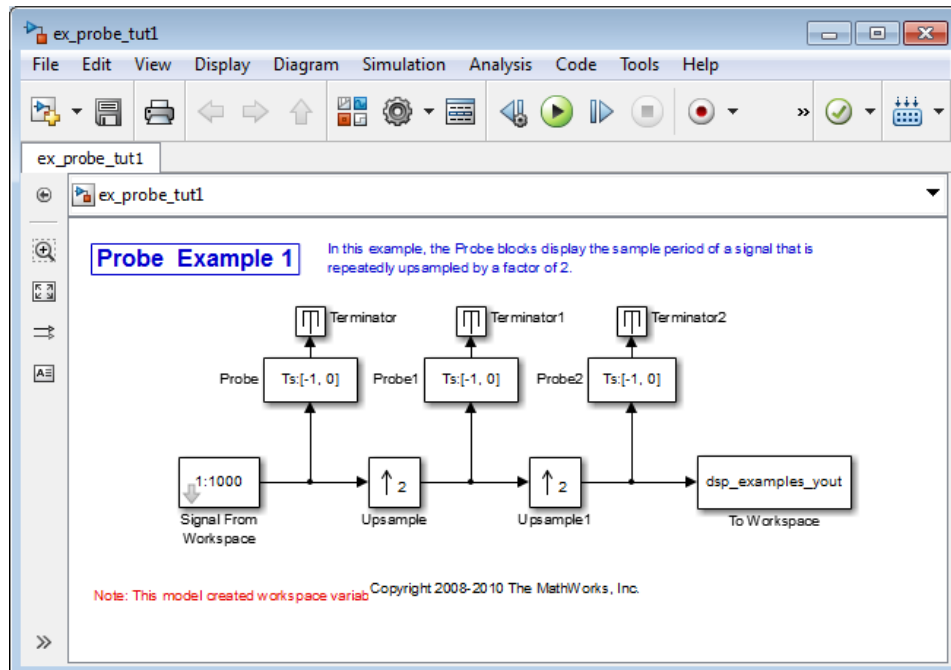 ex_probe_tut1
File Edit View Display Diagram Simulation Analysis Code Tools Help
»
ex_probe_tut1
ex_probe_tut1
Probe Example 1
In this example, the Probe blocks display the sample period of a signal that is
repeatedly upsampled by a factor of 2.
Terminator Terminator1 Terminator2
Probe Ts:[-1, 0] Probe1 Ts:[-1, 0] Probe2 Ts:[-1, 0]
1:1000 ↑2 ↑2 dsp_examples_yout
Signal From Upsample Upsample1 To Workspace
Workspace
Note: This model created workspace variab Copyright 2008-2010 The MathWorks, Inc.
»